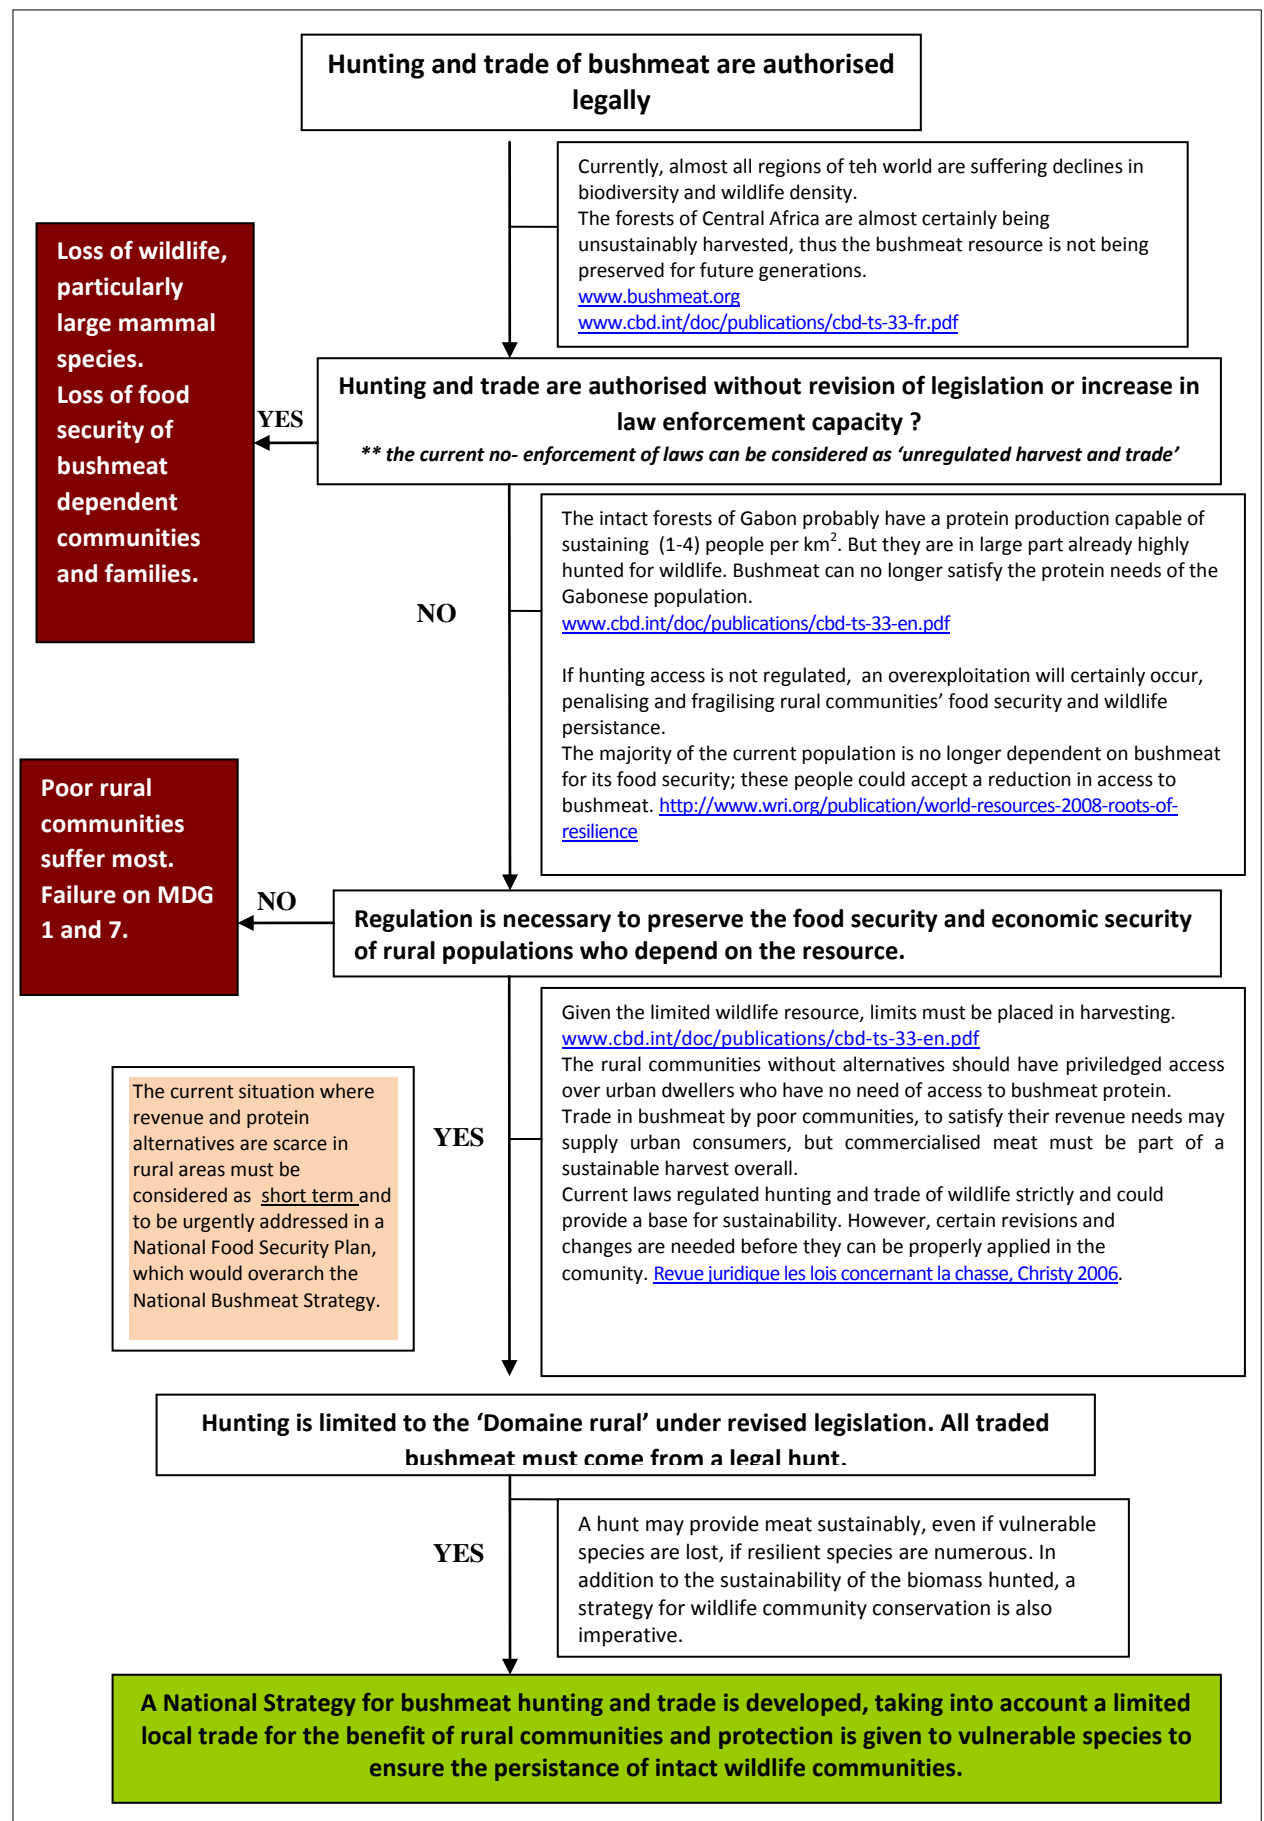 Hunting and trade of bushmeat are authorised
legally
Currently, almost all regions of teh world are suffering declines in
biodiversity and wildlife density.
The forests of Central Africa are almost certainly being
unsustainably harvested, thus the bushmeat resource is not being
preserved for future generations.
www.bushmeat.org
www.cbd.int/doc/publications/cbd-ts-33-fr.pdf
Loss of wildlife,
particularly
large mammal
species.
Loss of food
security of
bushmeat
dependent
communities
and families.
YES
Hunting and trade are authorised without revision of legislation or increase in
law enforcement capacity ?
** the current no- enforcement of laws can be considered as ‘unregulated harvest and trade’
NO
The intact forests of Gabon probably have a protein production capable of
sustaining (1-4) people per km2. But they are in large part already highly
hunted for wildlife. Bushmeat can no longer satisfy the protein needs of the
Gabonese population.
www.cbd.int/doc/publications/cbd-ts-33-en.pdf
If hunting access is not regulated, an overexploitation will certainly occur,
penalising and fragilising rural communities’ food security and wildlife
persistance.
The majority of the current population is no longer dependent on bushmeat
for its food security; these people could accept a reduction in access to
bushmeat. http://www.wri.org/publication/world-resources-2008-roots-of-
resilience
Poor rural
communities
suffer most.
Failure on MDG
1 and 7.
NO
Regulation is necessary to preserve the food security and economic security
of rural populations who depend on the resource.
Given the limited wildlife resource, limits must be placed in harvesting.
www.cbd.int/doc/publications/cbd-ts-33-en.pdf
The rural communities without alternatives should have priviledged access
over urban dwellers who have no need of access to bushmeat protein.
Trade in bushmeat by poor communities, to satisfy their revenue needs may
supply urban consumers, but commercialised meat must be part of a
sustainable harvest overall.
Current laws regulated hunting and trade of wildlife strictly and could
provide a base for sustainability. However, certain revisions and
changes are needed before they can be properly applied in the
comunity. Revue juridique les lois concernant la chasse, Christy 2006.
The current situation where
revenue and protein
alternatives are scarce in
rural areas must be
considered as short term and
to be urgently addressed in a
National Food Security Plan,
which would overarch the
National Bushmeat Strategy.
YES
Hunting is limited to the ‘Domaine rural’ under revised legislation. All traded
bushmeat must come from a legal hunt.
YES
A hunt may provide meat sustainably, even if vulnerable
species are lost, if resilient species are numerous. In
addition to the sustainability of the biomass hunted, a
strategy for wildlife community conservation is also
imperative.
A National Strategy for bushmeat hunting and trade is developed, taking into account a limited
local trade for the benefit of rural communities and protection is given to vulnerable species to
ensure the persistance of intact wildlife communities.